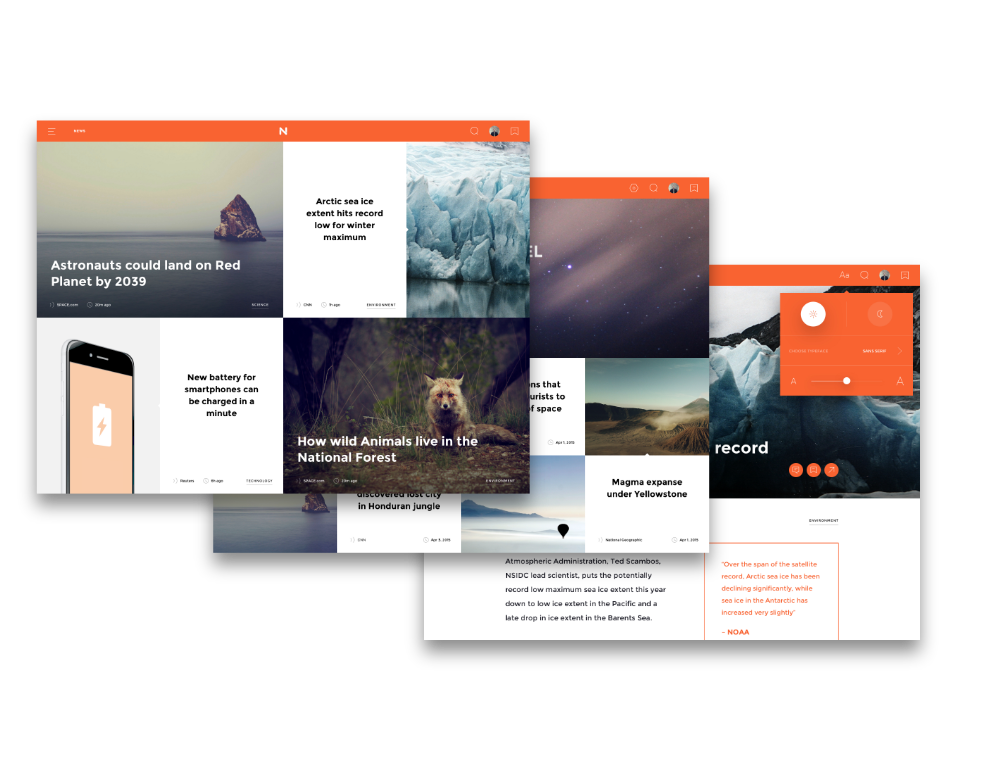 NEWS
N
Arctic sea ice
extent hits record
low for winter
maximum
Astronauts could land on Red
Planet by 2039
SPACE.com
20m ago
SCIENCE
CNN
1h ago
ENVIRONMENT
New battery for
smartphones can
be charged in a
minute
Reuters
8h ago
TECHNOLOGY
How wild Animals live in the
National Forest
SPACE.com
ENVIRONMENT
EL
ns that
urists to
of space
Apr 1, 2015
discovered lost city
in Honduran jungle
CNN
Apr 3, 2015
Magma expanse
under Yellowstone
National Geographic
Apr 1, 2015
Aa
CHOOSE TYPEFACE
SANS SERIF
A
A
record
ENVIRONMENT
Atmospheric Administration, Ted Scambos,
NSIDC lead scientist, puts the potentially
record low maximum sea ice extent this year
down to low ice extent in the Pacific and a
late drop in ice extent in the Barents Sea.
"Over the span of the satellite
record, Arctic sea ice has been
declining significantly, while
sea ice in the Antarctic has
increased very slightly"
– NOAA